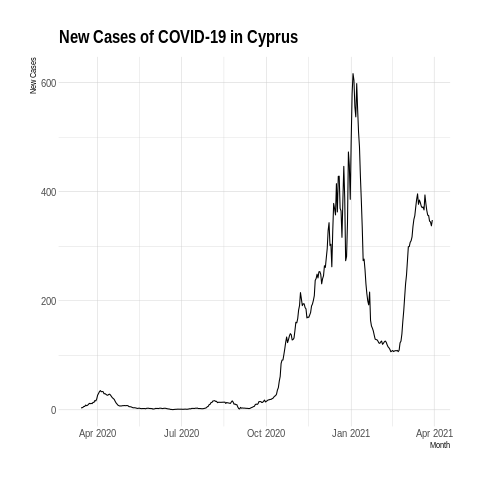 New Cases of COVID-19 in Cyprus
New Cases
600
400
200
0
Apr 2020
Jul 2020
Oct 2020
Jan 2021
Apr 2021
Month